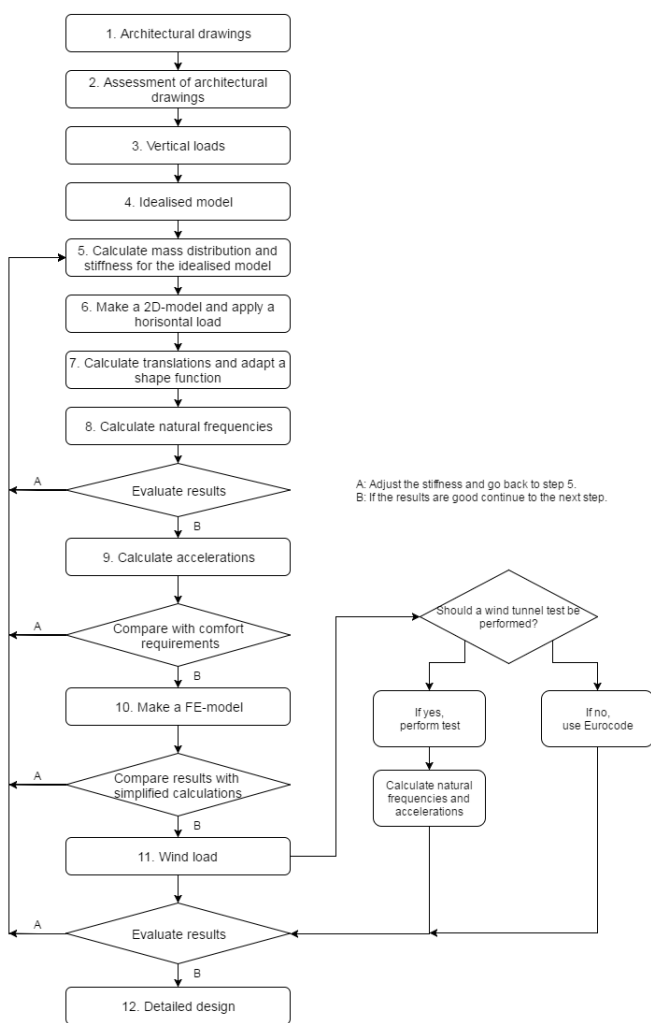 1. Architectural drawings
2. Assessment of architectural
drawings
3. Vertical loads
4. Idealised model
5. Calculate mass distribution and
stiffness for the idealised model
6. Make a 2D-model and apply a
horisontal load
7. Calculate translations and adapt a
shape function
8. Calculate natural frequencies
A
Evaluate results
A: Adjust the stiffness and go back to step 5.
B: If the results are good continue to the next step.
B
9. Calculate accelerations
Should a wind tunnel test be
performed?
A
Compare with comfort
requirements
B
10. Make a FE-model
If yes,
perform test
If no,
use Eurocode
A
Compare results with
simplified calculations
Calculate natural
frequencies and
accelerations
B
11. Wind load
A
Evaluate results
B
12. Detailed design